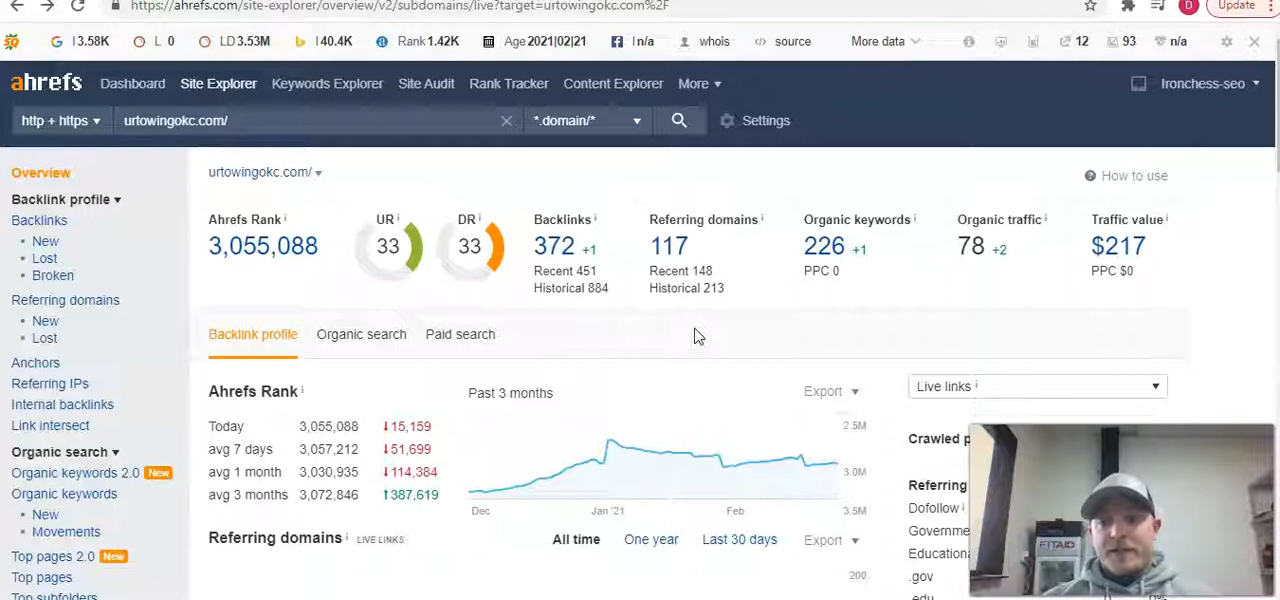 https://ahrefs.com/site-explorer/overview/v2/subdomains/live?target=urtowingokc.com%2F
D
Update
I 3.58K
L 0
LD 3.53M
I 40.4K
Rank 1.42K
Age 2021|02|21
I n/a
whois
source
More data
12
93
n/a
ahrefs
Dashboard
Site Explorer
Keywords Explorer
Site Audit
Rank Tracker
Content Explorer
More
Ironchess-seo
http + https
urtowingokc.com/
*.domain/*
Settings
Overview
urtowingokc.com/
How to use
Backlink profile
Backlinks
New
Lost
Broken
Referring domains
New
Lost
Anchors
Referring IPs
Internal backlinks
Link intersect
Organic search
Organic keywords 2.0 New
Organic keywords
New
Movements
Top pages 2.0 New
Top pages
Top subfolders
Ahrefs Rank
3,055,088
UR
33
DR
33
Backlinks
372 +1
Recent 451
Historical 884
Referring domains
117
Recent 148
Historical 213
Organic keywords
226 +1
PPC 0
Organic traffic
78 +2
Traffic value
$217
PPC $0
Backlink profile
Organic search
Paid search
Ahrefs Rank
Today 3,055,088 15,159
avg 7 days 3,057,212 51,699
avg 1 month 3,030,935 114,384
avg 3 months 3,072,846 387,619
Past 3 months
Export
2.5M
3.0M
3.5M
Dec
Jan '21
Feb
Live links
Crawled p
Referring
Dofollow
Governme
Educationa
.gov
.edu
Referring domains LIVE LINKS
All time
One year
Last 30 days
Export
200
FITAID